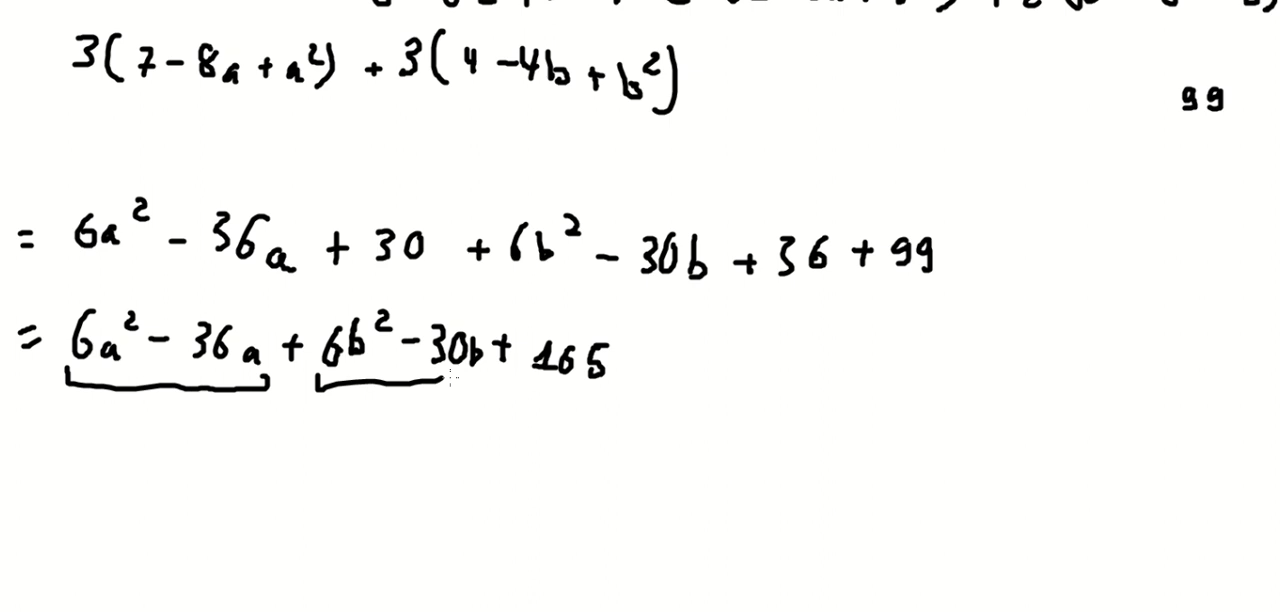 3(7 - 8a + a²) + 3(4 - 4b + b²)
99
= 6a² - 36a + 30 + 6b² - 30b + 36 + 99
= 6a² - 36a + 6b² - 30b + 165